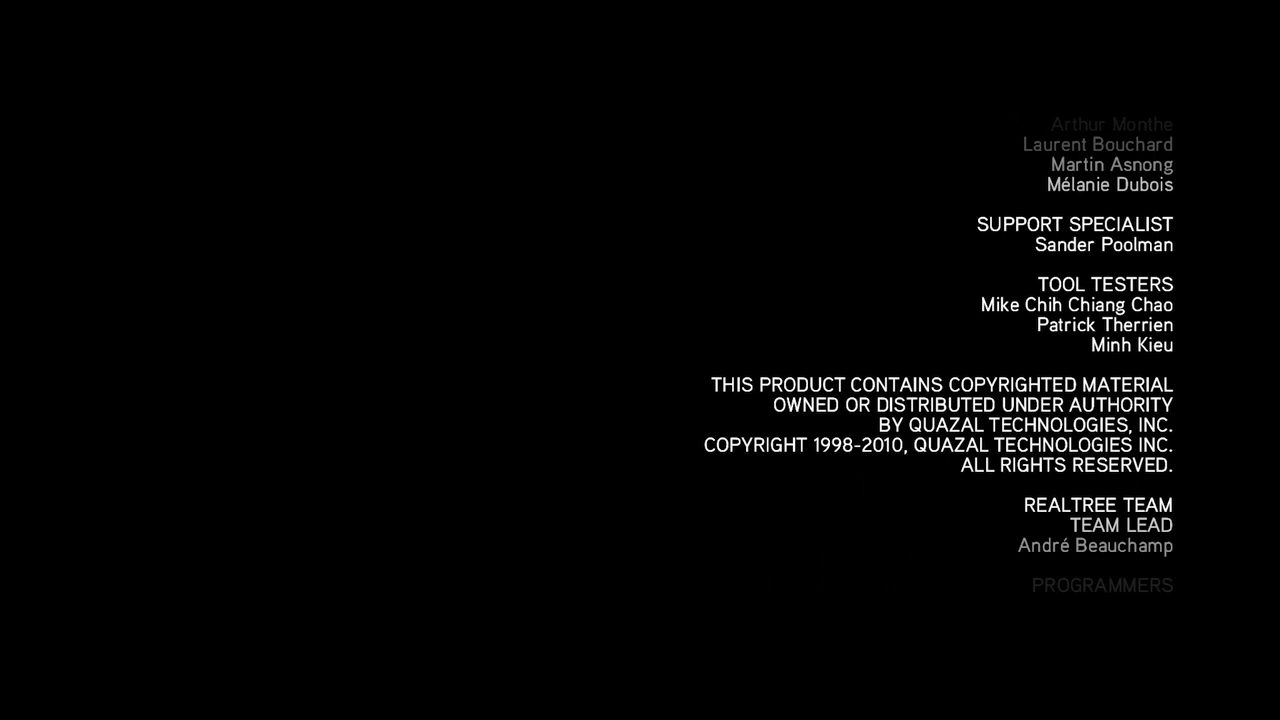 Arthur Monthe
Laurent Bouchard
Martin Asnong
Mélanie Dubois
SUPPORT SPECIALIST
Sander Poolman
TOOL TESTERS
Mike Chih Chiang Chao
Patrick Therrien
Minh Kieu
THIS PRODUCT CONTAINS COPYRIGHTED MATERIAL
OWNED OR DISTRIBUTED UNDER AUTHORITY
BY QUAZAL TECHNOLOGIES, INC.
COPYRIGHT 1998-2010, QUAZAL TECHNOLOGIES INC.
ALL RIGHTS RESERVED.
REALTREE TEAM
TEAM LEAD
André Beauchamp
PROGRAMMERS